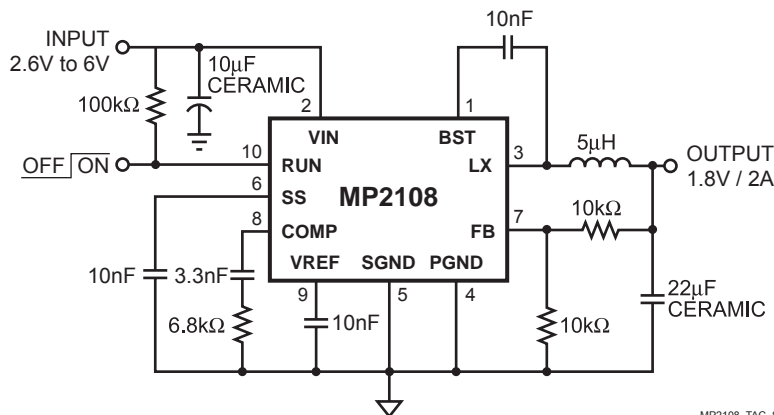 INPUT
2.6V to 6V
10nF
10µF
CERAMIC
100kΩ
2
1
VIN
BST
5µH
OUTPUT
1.8V / 2A
OFF ON
10
RUN
LX
3
6
SS
MP2108
10kΩ
8
COMP
FB
7
VREF
SGND
PGND
10nF
3.3nF
9
5
4
22µF
CERAMIC
6.8kΩ
10nF
10kΩ